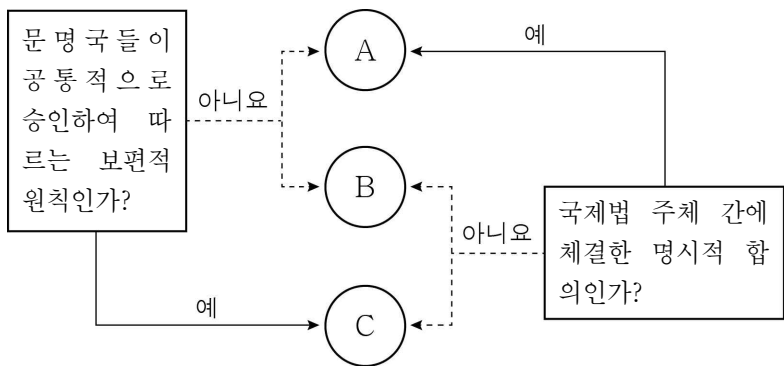 문명국들이
공통적으로
승인하여 따
르는 보편적
원칙인가?
아니요
예
A
B
C
예
국제법 주체 간에
체결한 명시적 합
의인가?
아니요